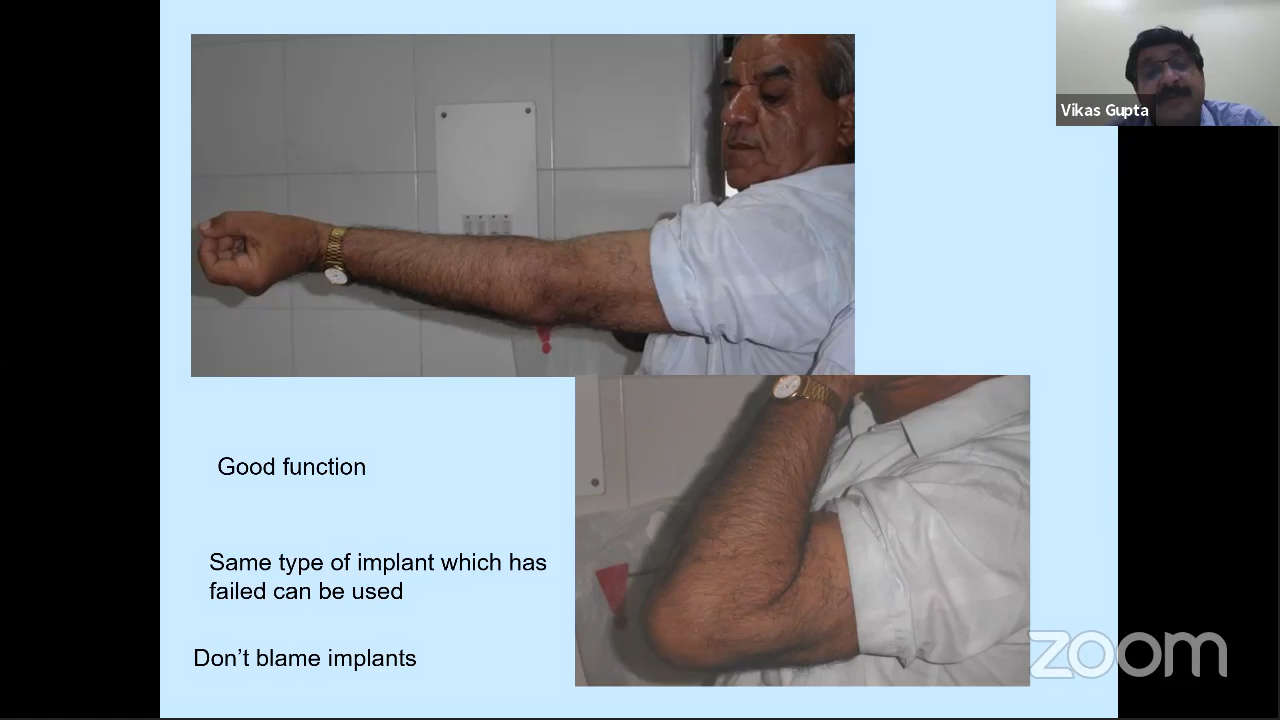 Vikas Gupta
Good function
Same type of implant which has
failed can be used
Don’t blame implants
zoom